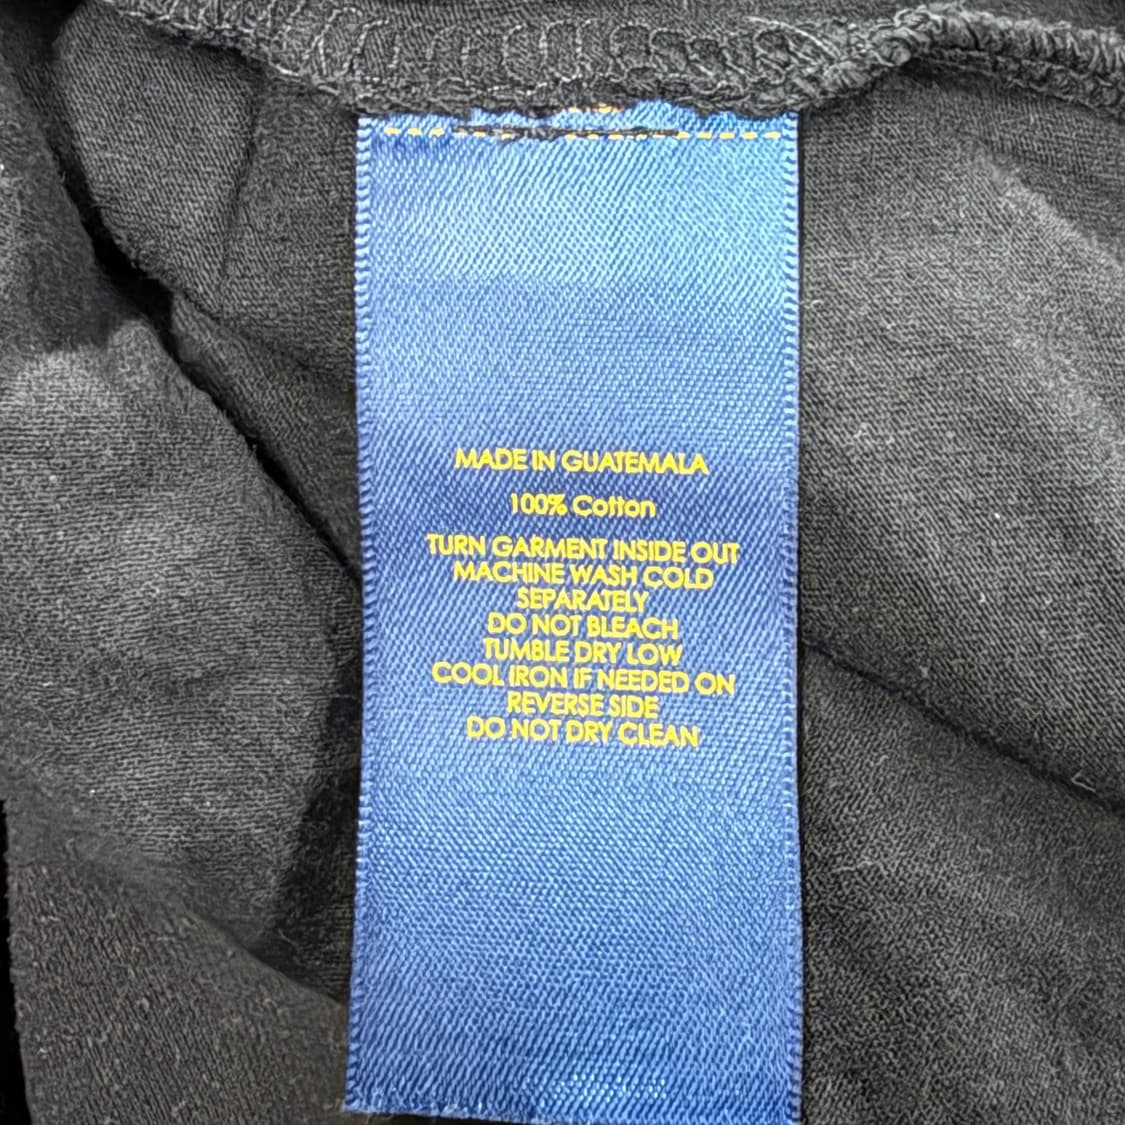 MADE IN GUATEMALA
100% Cotton
TURN GARMENT INSIDE OUT
MACHINE WASH COLD
SEPARATELY
DO NOT BLEACH
TUMBLE DRY LOW
COOL IRON IF NEEDED ON
REVERSE SIDE
DO NOT DRY CLEAN